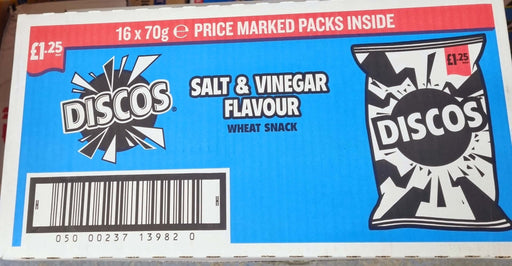 16 x 70g ℮ PRICE MARKED PACKS INSIDE
£1.25
£1.25
DISCOS®
SALT & VINEGAR
FLAVOUR
WHEAT SNACK
DISCOS
050 00237 13982 0